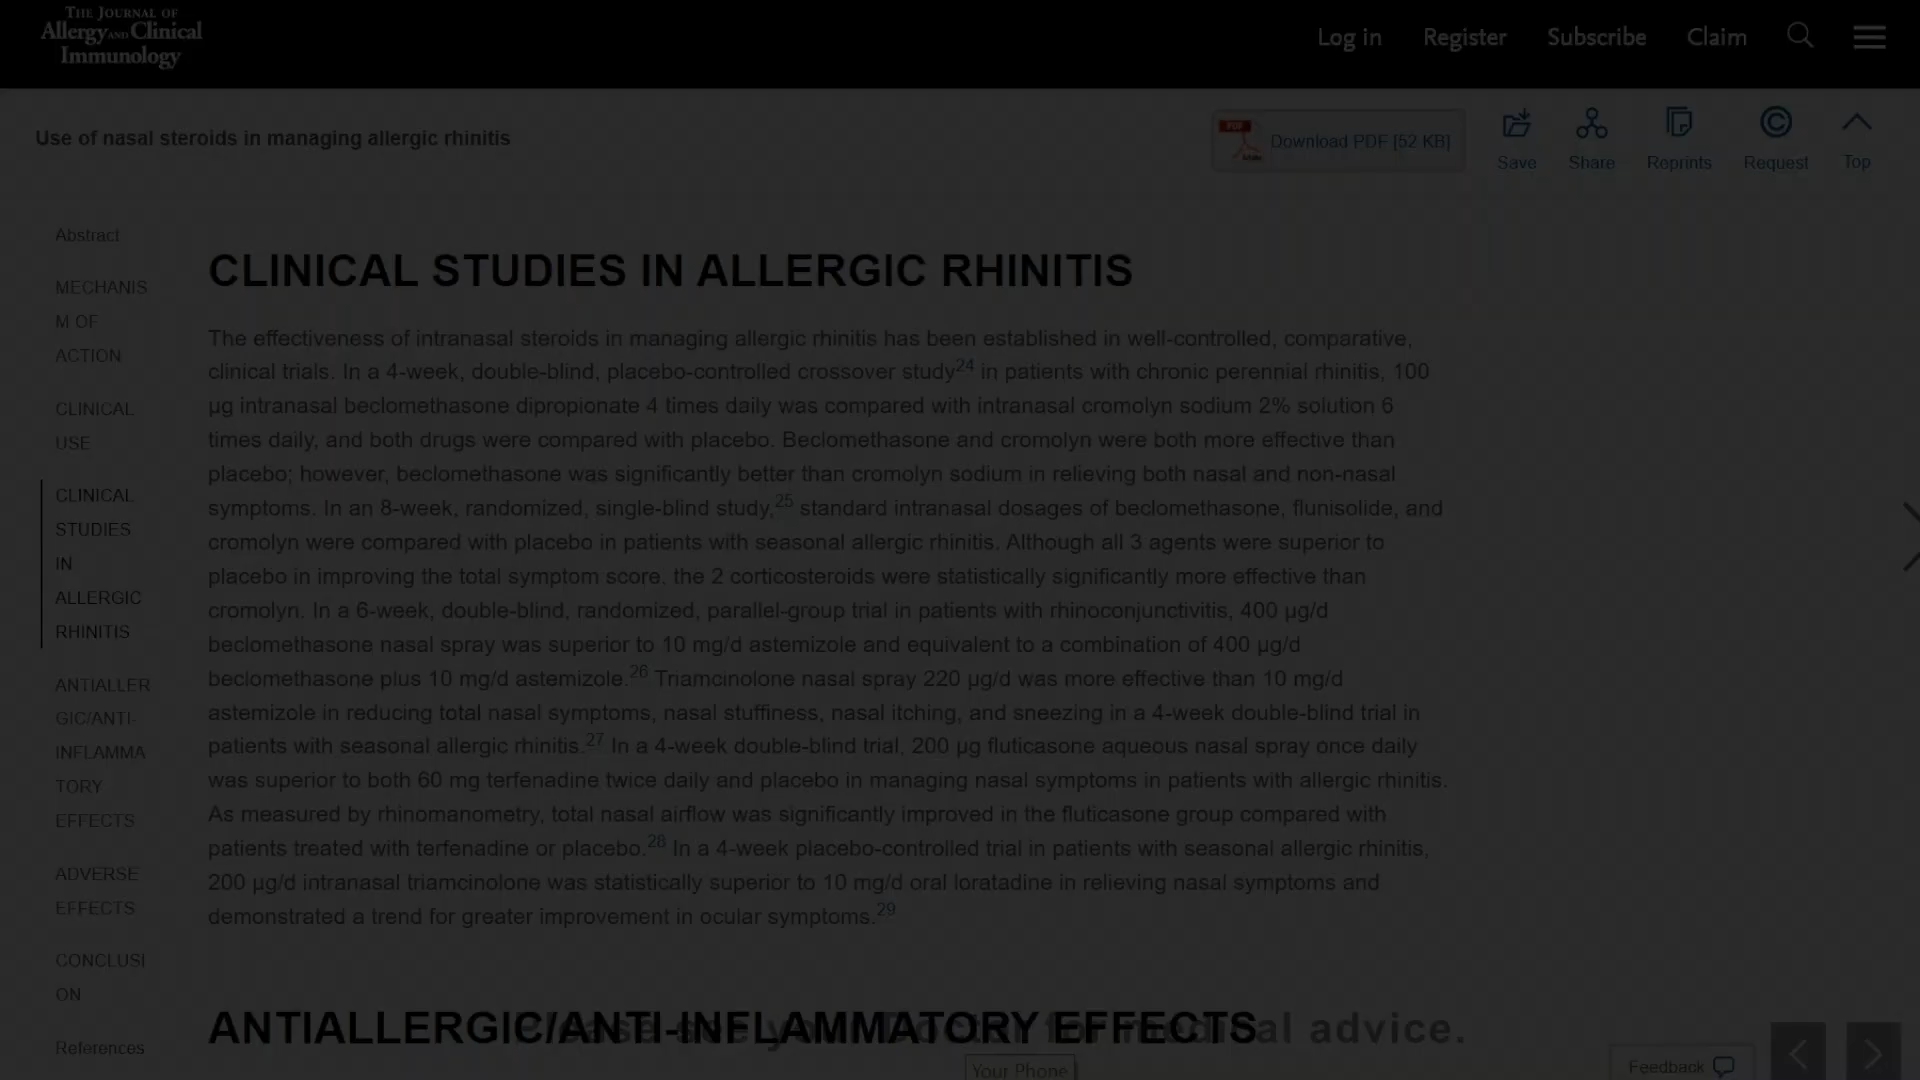 THE JOURNAL OF
Allergy AND Clinical
Immunology
Log in
Register
Subscribe
Claim
Use of nasal steroids in managing allergic rhinitis
PDF
Download PDF [52 KB]
Save
Share
Reprints
Request
Top
Abstract
MECHANIS
M OF
ACTION
CLINICAL
USE
CLINICAL
STUDIES
IN
ALLERGIC
RHINITIS
ANTIALLER
GIC/ANTI-
INFLAMMA
TORY
EFFECTS
ADVERSE
EFFECTS
CONCLUSI
ON
References
CLINICAL STUDIES IN ALLERGIC RHINITIS
The effectiveness of intranasal steroids in managing allergic rhinitis has been established in well-controlled, comparative,
clinical trials. In a 4-week, double-blind, placebo-controlled crossover study24 in patients with chronic perennial rhinitis, 100
µg intranasal beclomethasone dipropionate 4 times daily was compared with intranasal cromolyn sodium 2% solution 6
times daily, and both drugs were compared with placebo. Beclomethasone and cromolyn were both more effective than
placebo; however, beclomethasone was significantly better than cromolyn sodium in relieving both nasal and non-nasal
symptoms. In an 8-week, randomized, single-blind study,25 standard intranasal dosages of beclomethasone, flunisolide, and
cromolyn were compared with placebo in patients with seasonal allergic rhinitis. Although all 3 agents were superior to
placebo in improving the total symptom score, the 2 corticosteroids were statistically significantly more effective than
cromolyn. In a 6-week, double-blind, randomized, parallel-group trial in patients with rhinoconjunctivitis, 400 µg/d
beclomethasone nasal spray was superior to 10 mg/d astemizole and equivalent to a combination of 400 µg/d
beclomethasone plus 10 mg/d astemizole.26 Triamcinolone nasal spray 220 µg/d was more effective than 10 mg/d
astemizole in reducing total nasal symptoms, nasal stuffiness, nasal itching, and sneezing in a 4-week double-blind trial in
patients with seasonal allergic rhinitis.27 In a 4-week double-blind trial, 200 µg fluticasone aqueous nasal spray once daily
was superior to both 60 mg terfenadine twice daily and placebo in managing nasal symptoms in patients with allergic rhinitis.
As measured by rhinomanometry, total nasal airflow was significantly improved in the fluticasone group compared with
patients treated with terfenadine or placebo.28 In a 4-week placebo-controlled trial in patients with seasonal allergic rhinitis,
200 µg/d intranasal triamcinolone was statistically superior to 10 mg/d oral loratadine in relieving nasal symptoms and
demonstrated a trend for greater improvement in ocular symptoms.29
ANTIALLERGIC/ANTI-INFLAMMATORY EFFECTS
Please see your Doctor for medical advice.
Your Phone
Feedback